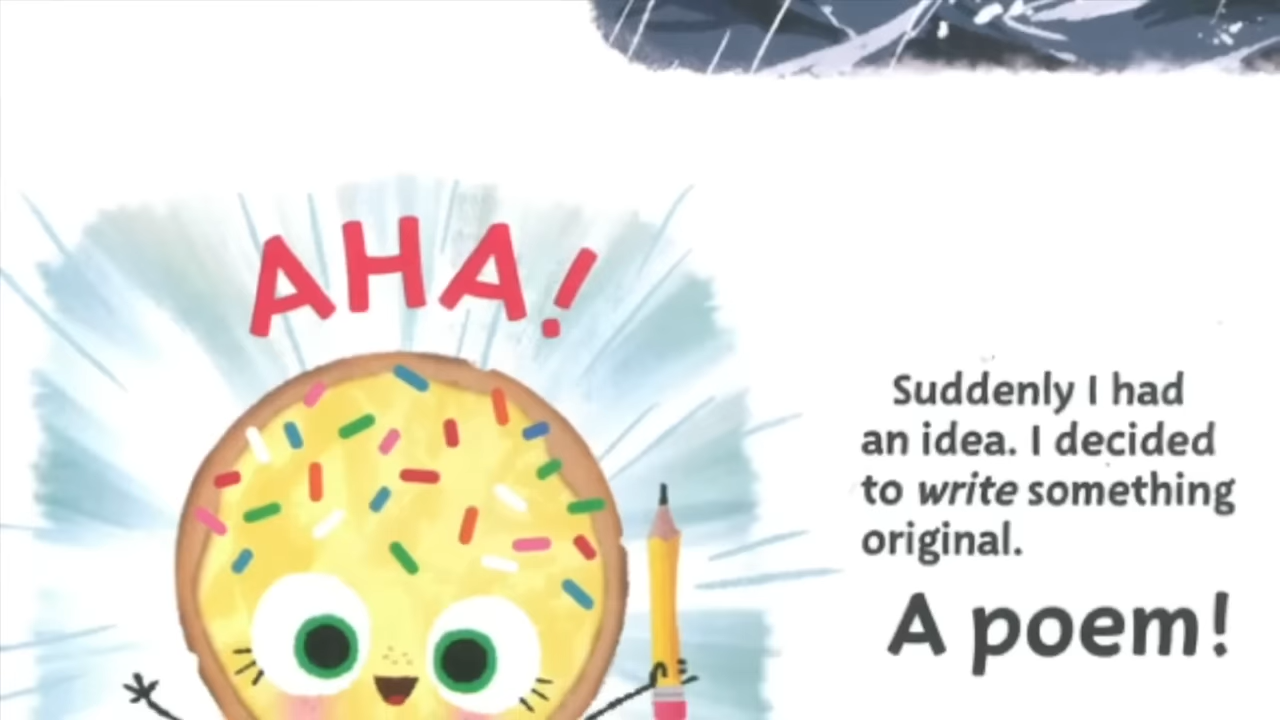 AHA!
Suddenly I had
an idea. I decided
to write something
original.
A poem!